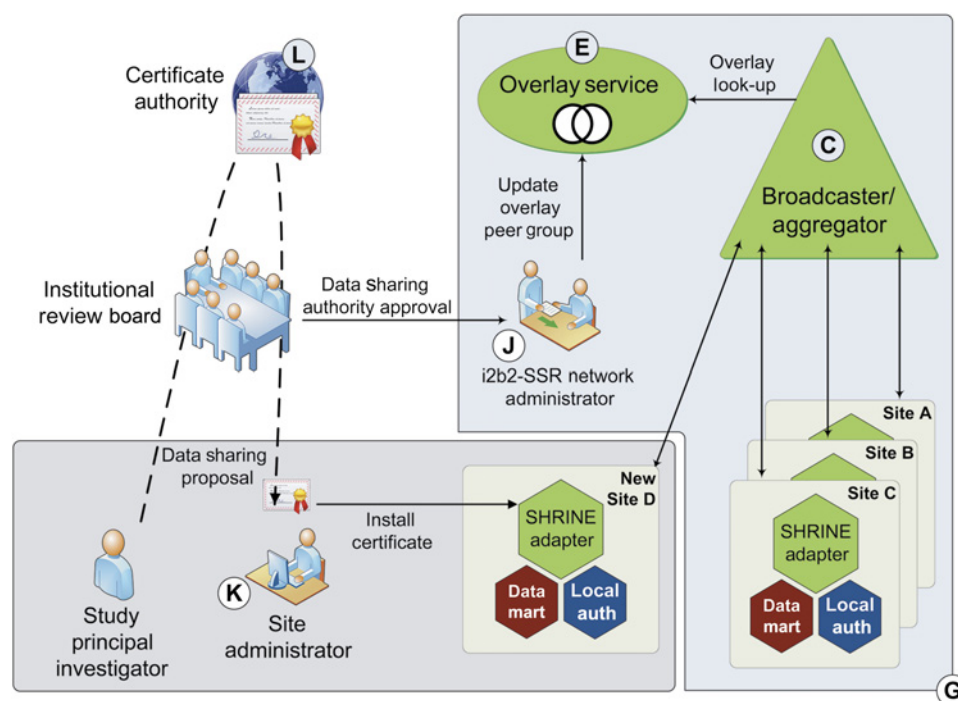 L
Certificate
authority
E
Overlay service
Overlay
look-up
C
Broadcaster/
aggregator
Update
overlay
peer group
Institutional
review board
Data sharing
authority approval
J
i2b2-SSR network
administrator
Data sharing
proposal
Install
certificate
New
Site D
SHRINE
adapter
Data
mart
Local
auth
K
Site
administrator
Study
principal
investigator
Site A
Site B
Site C
SHRINE
adapter
Data
mart
Local
auth
G